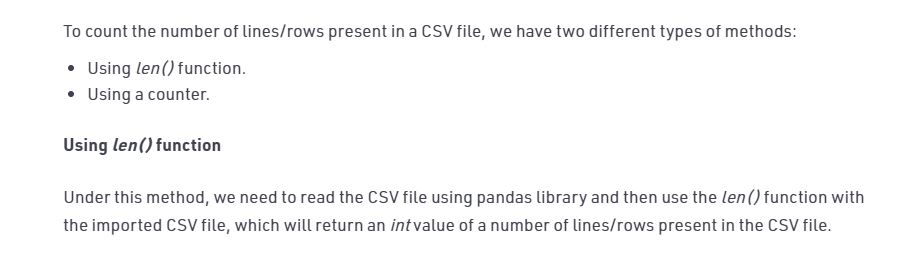 To count the number of lines/rows present in a CSV file, we have two different types of methods:
• Using len() function.
• Using a counter.
Using len() function
Under this method, we need to read the CSV file using pandas library and then use the len() function with
the imported CSV file, which will return an int value of a number of lines/rows present in the CSV file.